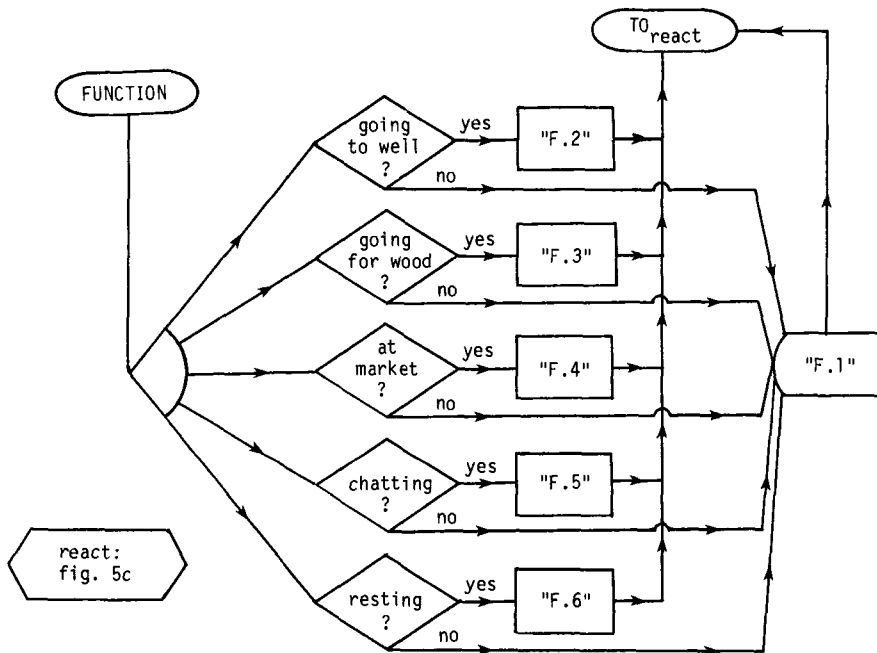 TO react
FUNCTION
going
to well
?
yes
"F.2"
no
going
for wood
?
yes
"F.3"
no
at
market
?
yes
"F.4"
no
"F.1"
chatting
?
yes
"F.5"
no
react:
fig. 5c
resting
?
yes
"F.6"
no